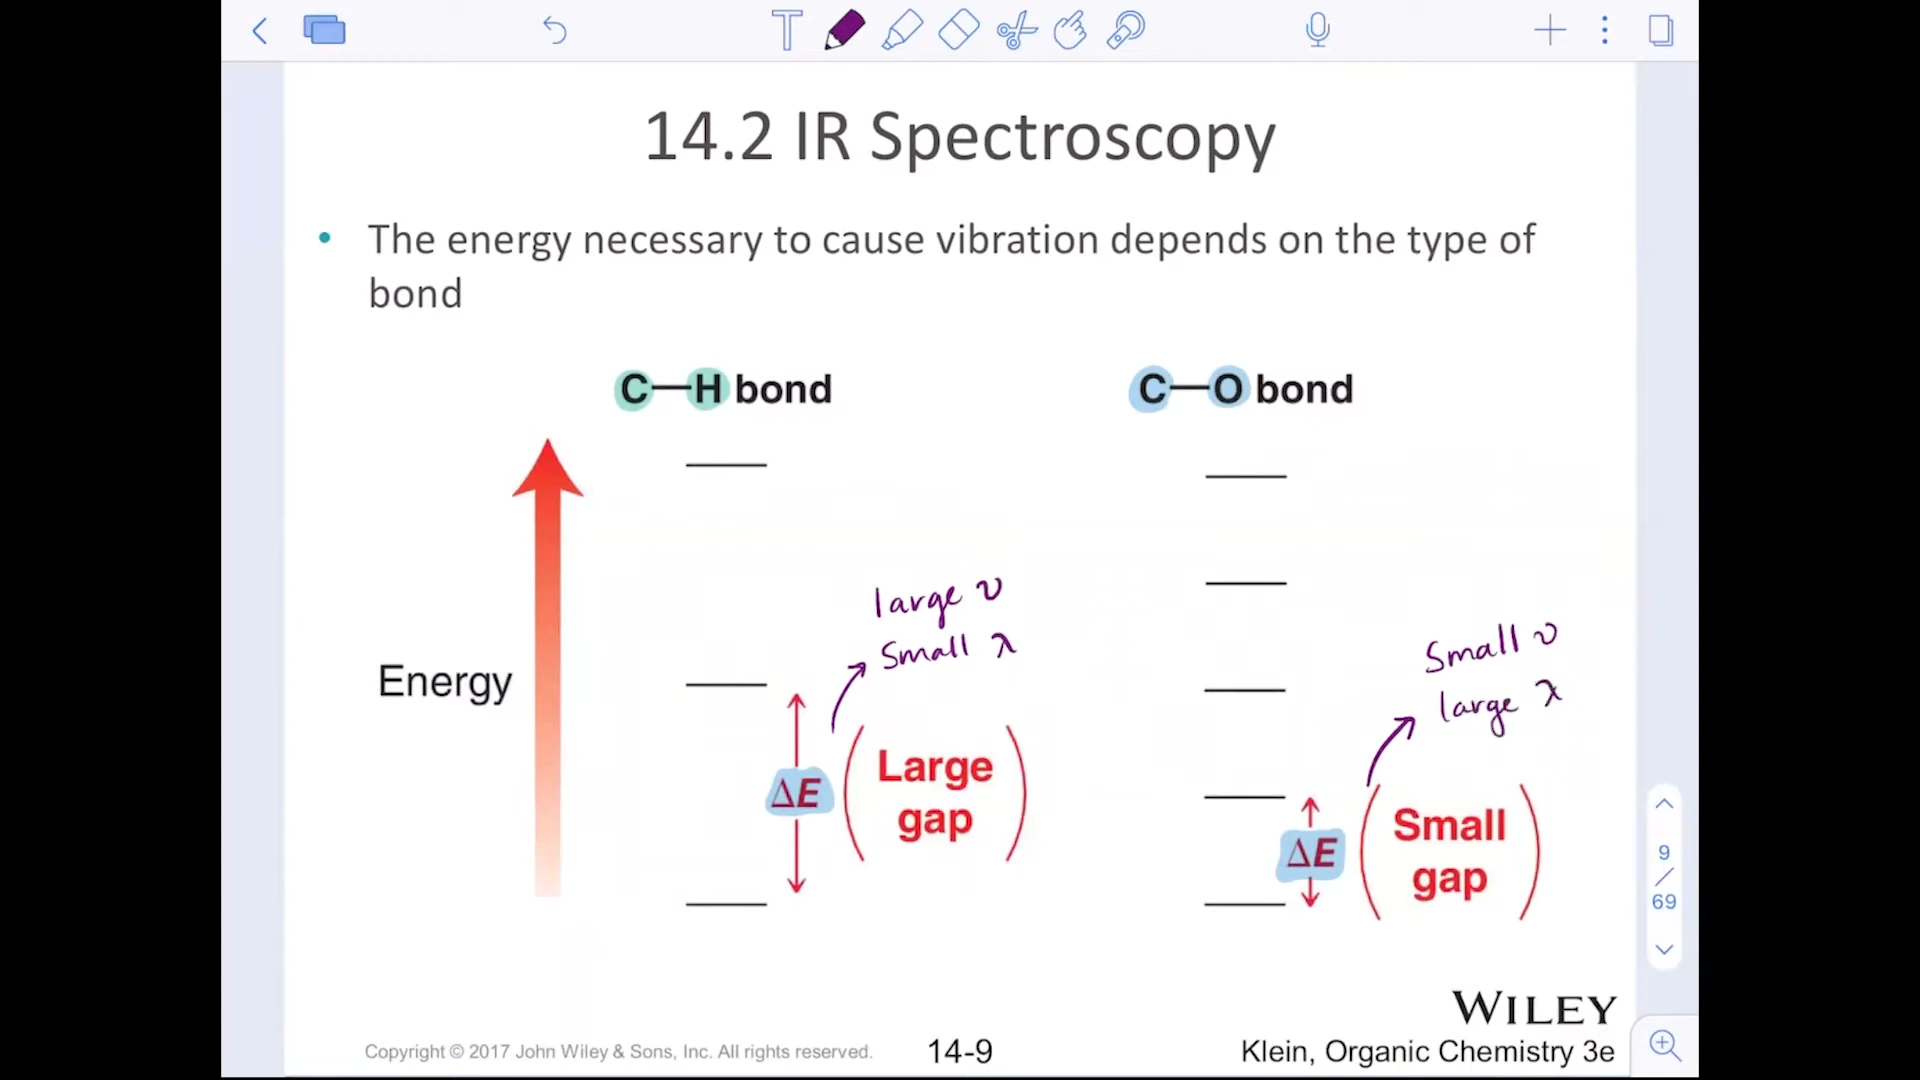 14.2 IR Spectroscopy
• The energy necessary to cause vibration depends on the type of
bond
C—H bond
C—O bond
large ν
Small λ
Small ν
large λ
Energy
ΔE
Large
gap
ΔE
Small
gap
9
/
69
WILEY
Copyright © 2017 John Wiley & Sons, Inc. All rights reserved.
14-9
Klein, Organic Chemistry 3e